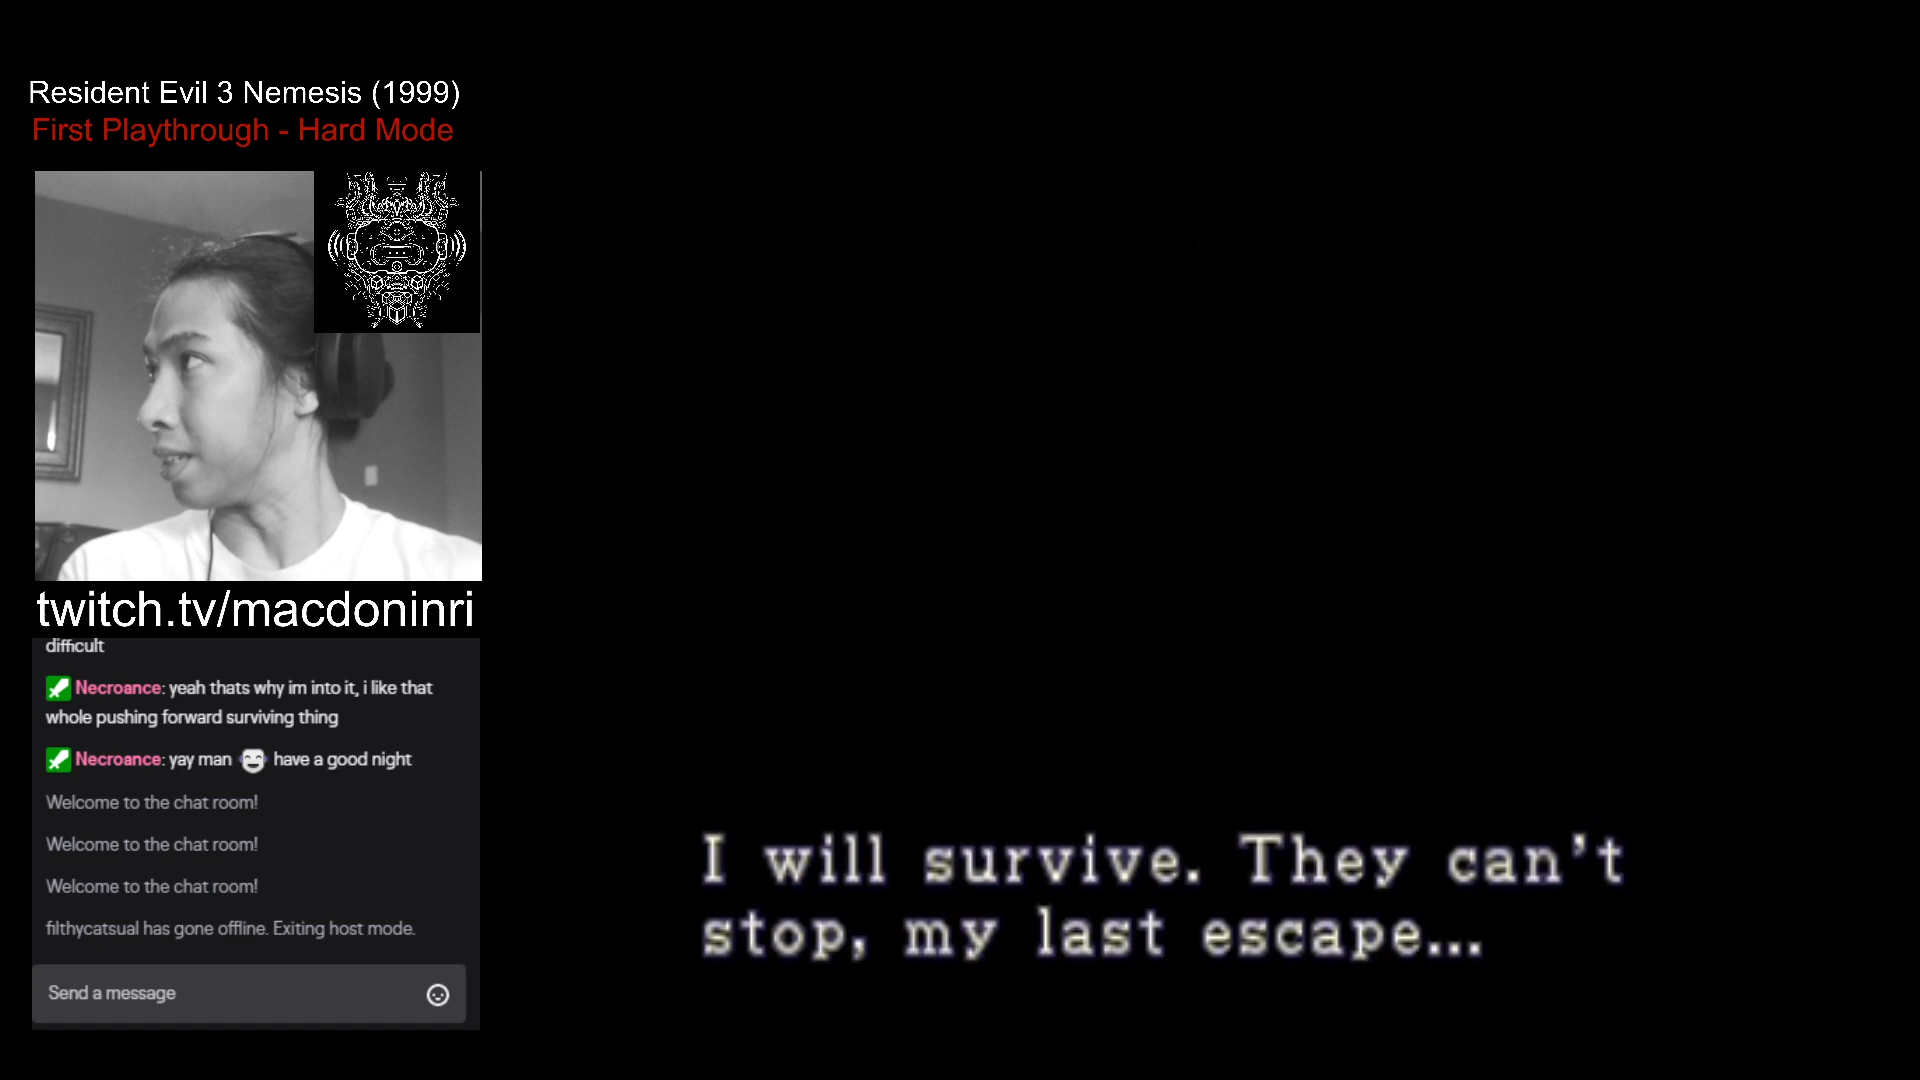 Resident Evil 3 Nemesis (1999)
First Playthrough - Hard Mode
twitch.tv/macdoninri
difficult
Necroance: yeah thats why im into it, i like that
whole pushing forward surviving thing
Necroance: yay man have a good night
Welcome to the chat room!
Welcome to the chat room!
Welcome to the chat room!
filthycatsual has gone offline. Exiting host mode.
Send a message
I will survive. They can't
stop, my last escape...